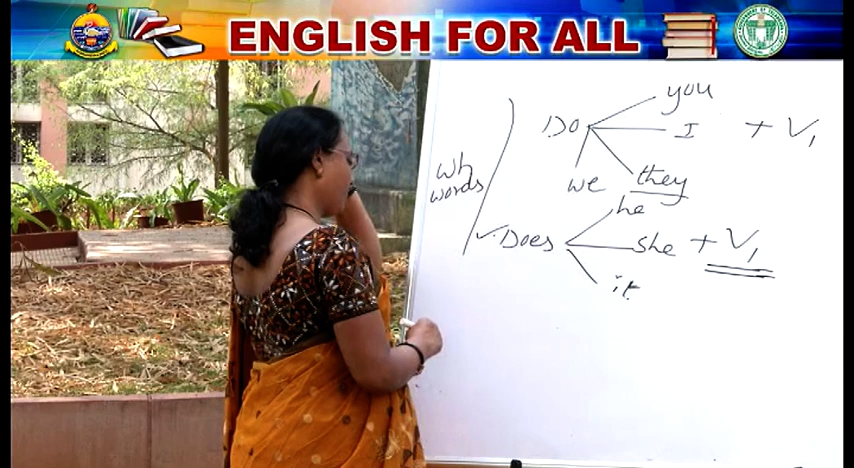 ENGLISH FOR ALL
you
Do I + V1
wh words
we they
he
Does she + V1
it